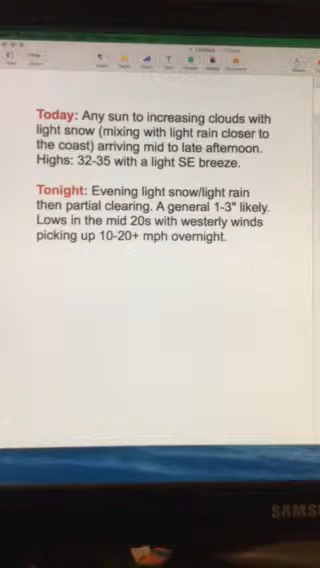 Today: Any sun to increasing clouds with
light snow (mixing with light rain closer to
the coast) arriving mid to late afternoon.
Highs: 32-35 with a light SE breeze.
Tonight: Evening light snow/light rain
then partial clearing. A general 1-3" likely.
Lows in the mid 20s with westerly winds
picking up 10-20+ mph overnight.
SAMS